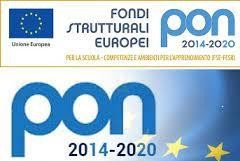 FONDI
STRUTTURALI
EUROPEI
pon
2014-2020
Unione Europea
PER LA SCUOLA - COMPETENZE E AMBIENTI PER L'APPRENDIMENTO (FSE-FESR)
pon
2014-2020